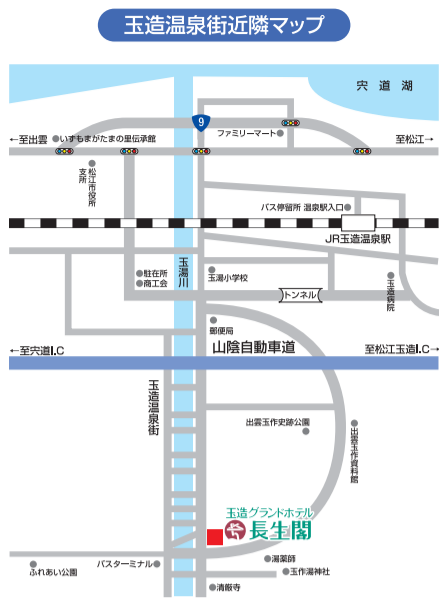 玉造温泉街近隣マップ
宍道湖
9
ファミリーマート
←至出雲
いずもまがたまの里伝承館
至松江→
松江市役所
支所
バス停留所 温泉駅入口
JR玉造温泉駅
玉湯川
駐在所
商工会
玉湯小学校
トンネル
玉造病院
郵便局
山陰自動車道
←至宍道I.C
至松江玉造I.C→
玉造温泉街
出雲玉作史跡公園
出雲玉作資料館
玉造グランドホテル
長生閣
湯薬師
バスターミナル
ふれあい公園
玉作湯神社
清厳寺